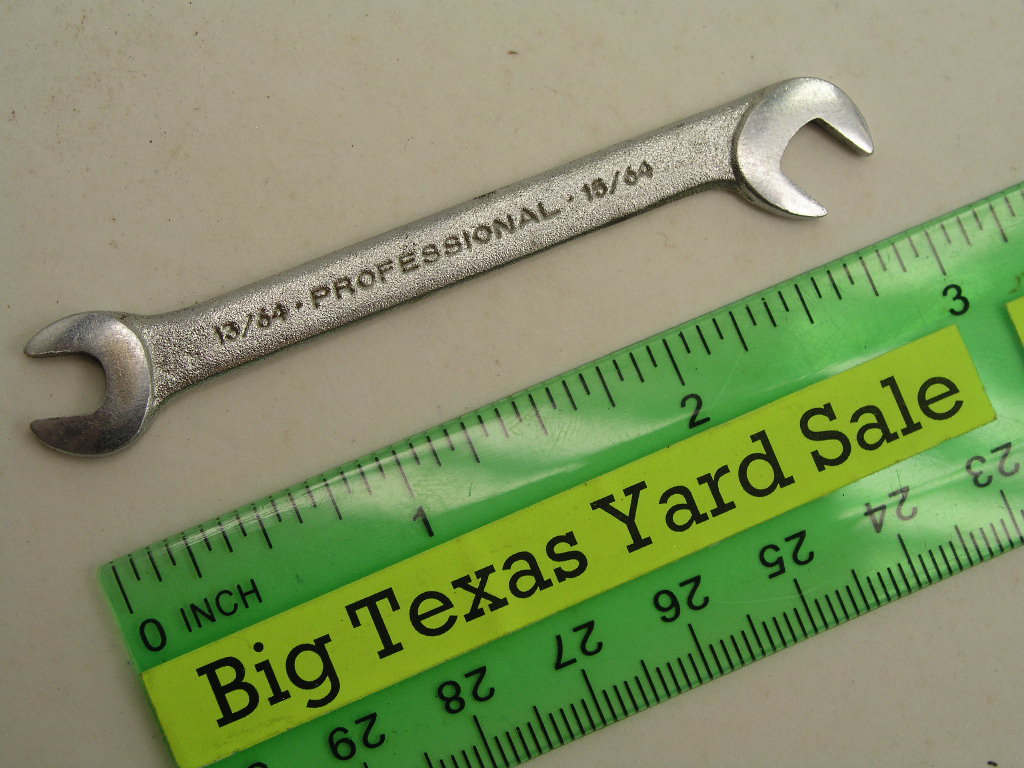 13/64 · PROFESSIONAL · 15/64
0 INCH 1 2 3
Big Texas Yard Sale
29 28 27 26 25 24 23